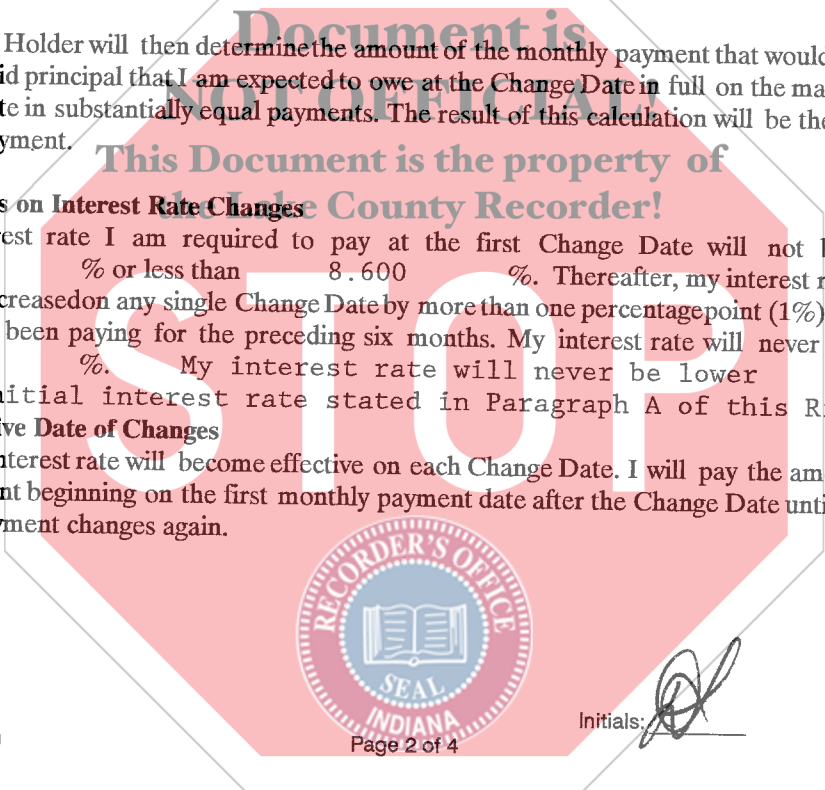 Document is
Holder will then determine the amount of the monthly payment that would
id principal that I am expected to owe at the Change Date in full on the ma
NOT OFFICIAL!
te in substantially equal payments. The result of this calculation will be the
yment.
This Document is the property of
the Lake County Recorder!
s on Interest Rate Changes
est rate I am required to pay at the first Change Date will not b
% or less than 8.600 %. Thereafter, my interest r
creased on any single Change Date by more than one percentage point (1%)
been paying for the preceding six months. My interest rate will never
%. My interest rate will never be lower
nitial interest rate stated in Paragraph A of this Ri
ve Date of Changes
nterest rate will become effective on each Change Date. I will pay the am
nt beginning on the first monthly payment date after the Change Date unti
yment changes again.
STOP
RECORDER'S OFFICE
SEAL
INDIANA
Initials:
Page 2 of 4